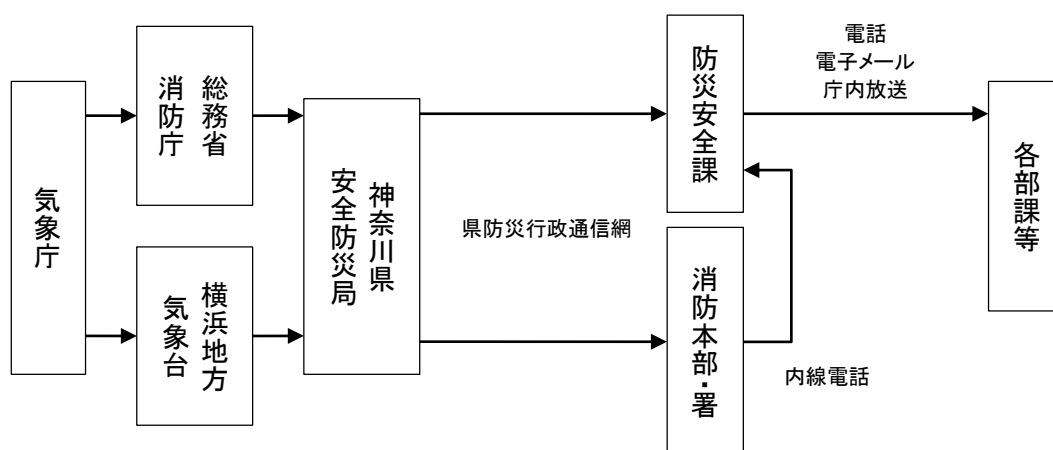 気象庁
総務省
消防庁
横浜地方
気象台
神奈川県
安全防災局
県防災行政通信網
防災安全課
消防本部・署
内線電話
電話
電子メール
庁内放送
各部課等